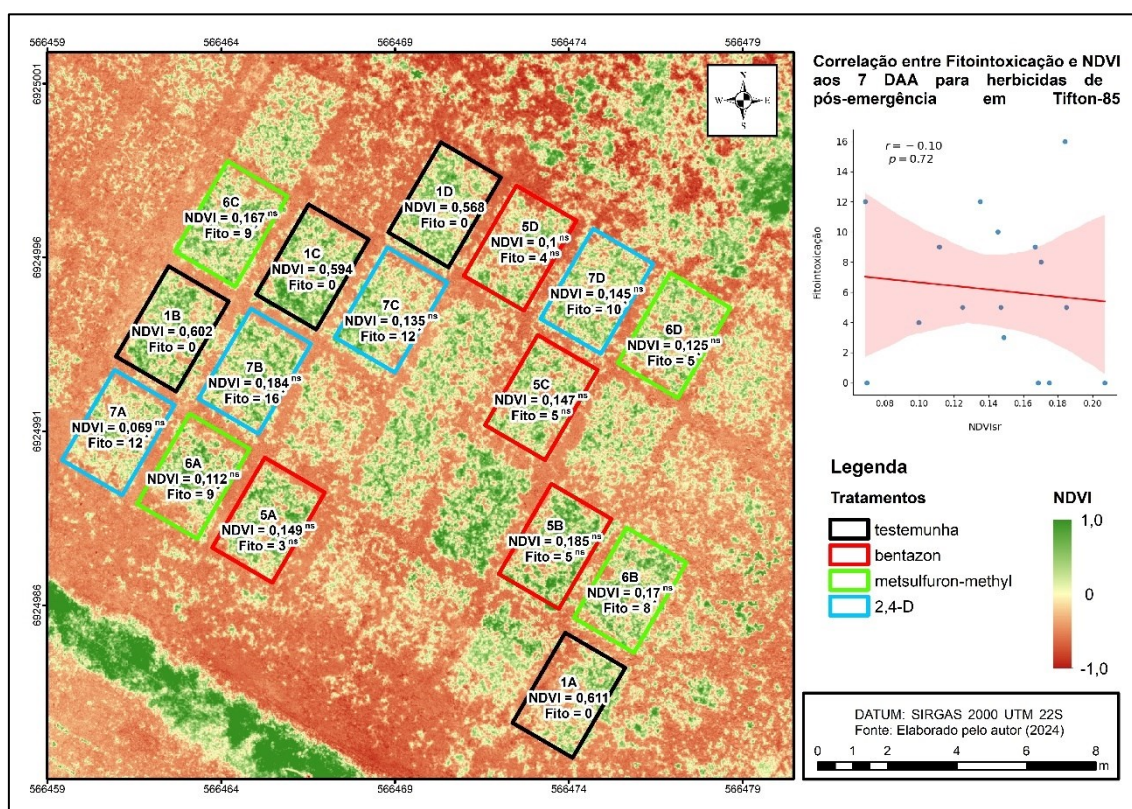 566459 566464 566469 566474 566479
6925001
6924996
6924991
6924986
N
W E
S
6C
NDVI = 0,167 ns
Fito = 9 ns
1C
NDVI = 0,594
Fito = 0
1D
NDVI = 0,568
Fito = 0
5D
NDVI = 0,1 ns
Fito = 4 ns
7D
NDVI = 0,145 ns
Fito = 10
6D
NDVI = 0,125 ns
Fito = 5
1B
NDVI = 0,602
Fito = 0
7C
NDVI = 0,135 ns
Fito = 12
7B
NDVI = 0,184 ns
Fito = 16
5C
NDVI = 0,147 ns
Fito = 5 ns
7A
NDVI = 0,069 ns
Fito = 12
6A
NDVI = 0,112 ns
Fito = 9
5A
NDVI = 0,149 ns
Fito = 3 ns
5B
NDVI = 0,185 ns
Fito = 5 ns
6B
NDVI = 0,17 ns
Fito = 8
1A
NDVI = 0,611
Fito = 0
566459 566464 566469 566474 566479
Correlação entre Fitointoxicação e NDVI
aos 7 DAA para herbicidas de
pós-emergência em Tifton-85
r = −0.10
p = 0.72
Fitointoxicação
16
14
12
10
8
6
4
2
0
0.08 0.10 0.12 0.14 0.16 0.18 0.20
NDVIsr
Legenda
Tratamentos
testemunha
bentazon
metsulfuron-methyl
2,4-D
NDVI
1,0
0
-1,0
DATUM: SIRGAS 2000 UTM 22S
Fonte: Elaborado pelo autor (2024)
0 1 2 4 6 8
m